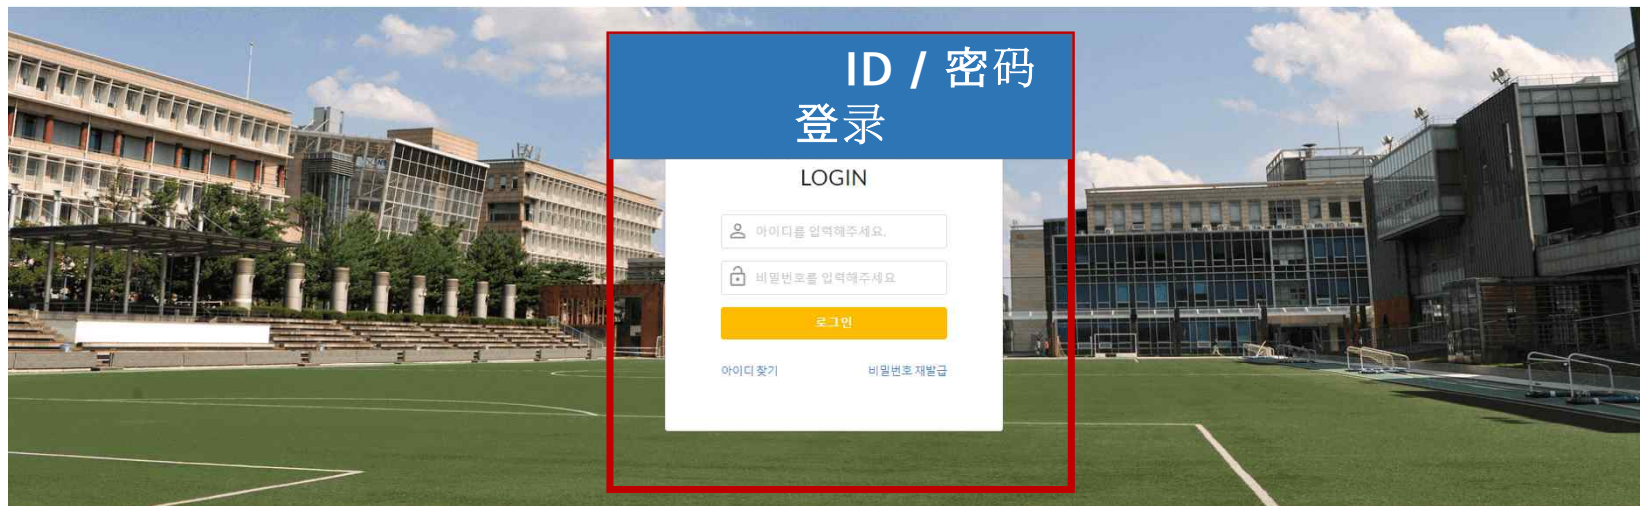 ID / 密码
登录
LOGIN
아이디를 입력해주세요.
비밀번호를 입력해주세요
로그인
아이디 찾기
비밀번호 재발급